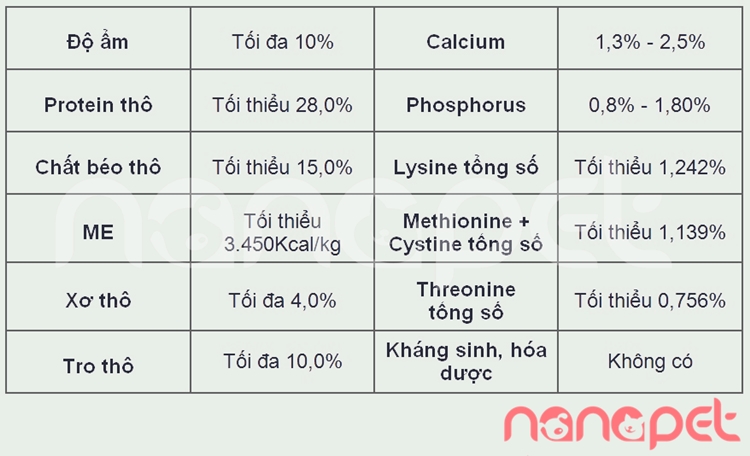 Độ ẩm Tối đa 10% Calcium 1,3% - 2,5%
Protein thô Tối thiểu 28,0% Phosphorus 0,8% - 1,80%
Chất béo thô Tối thiểu 15,0% Lysine tổng số Tối thiểu 1,242%
ME Tối thiểu 3.450Kcal/kg Methionine + Cystine tổng số Tối thiểu 1,139%
Xơ thô Tối đa 4,0% Threonine tổng số Tối thiểu 0,756%
Tro thô Tối đa 10,0% Kháng sinh, hóa dược Không có
nanapet
nanapet